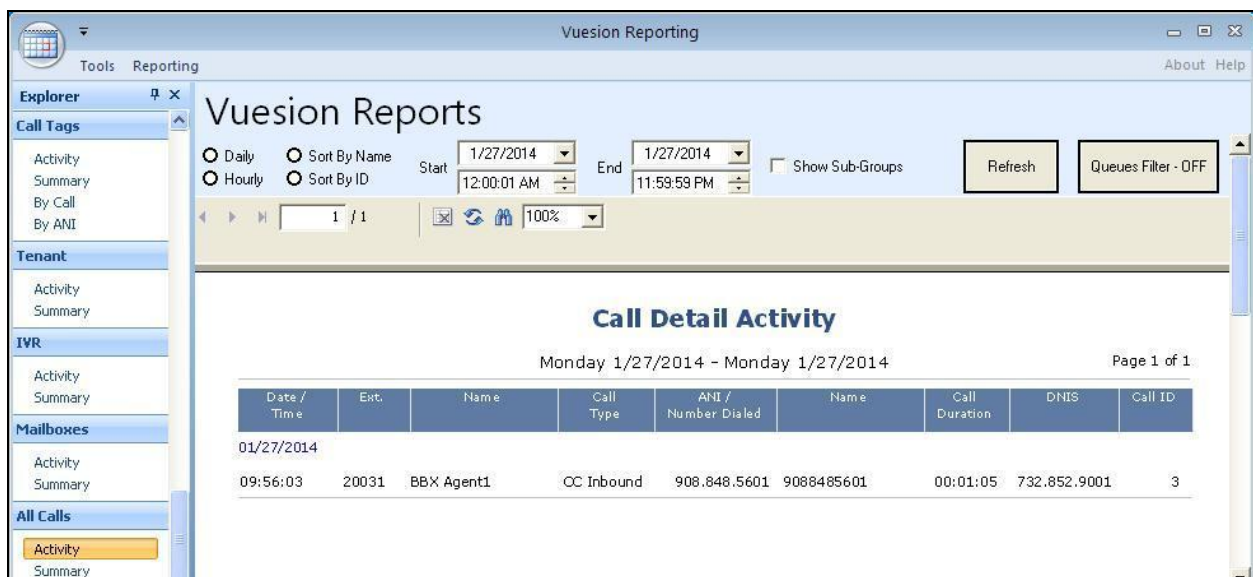 Vuesion Reporting
Tools Reporting
About Help
Explorer
Call Tags
Activity
Summary
By Call
By ANI
Tenant
Activity
Summary
IVR
Activity
Summary
Mailboxes
Activity
Summary
All Calls
Activity
Summary
Vuesion Reports
Daily Sort By Name Start 1/27/2014 End 1/27/2014 Show Sub-Groups Refresh Queues Filter - OFF
Hourly Sort By ID 12:00:01 AM 11:59:59 PM
1 / 1 100%
Call Detail Activity
Monday 1/27/2014 - Monday 1/27/2014 Page 1 of 1
Date / Time Ext. Name Call Type ANI / Number Dialed Name Call Duration DNIS Call ID
01/27/2014
09:56:03 20031 BBX Agent1 CC Inbound 908.848.5601 9088485601 00:01:05 732.852.9001 3